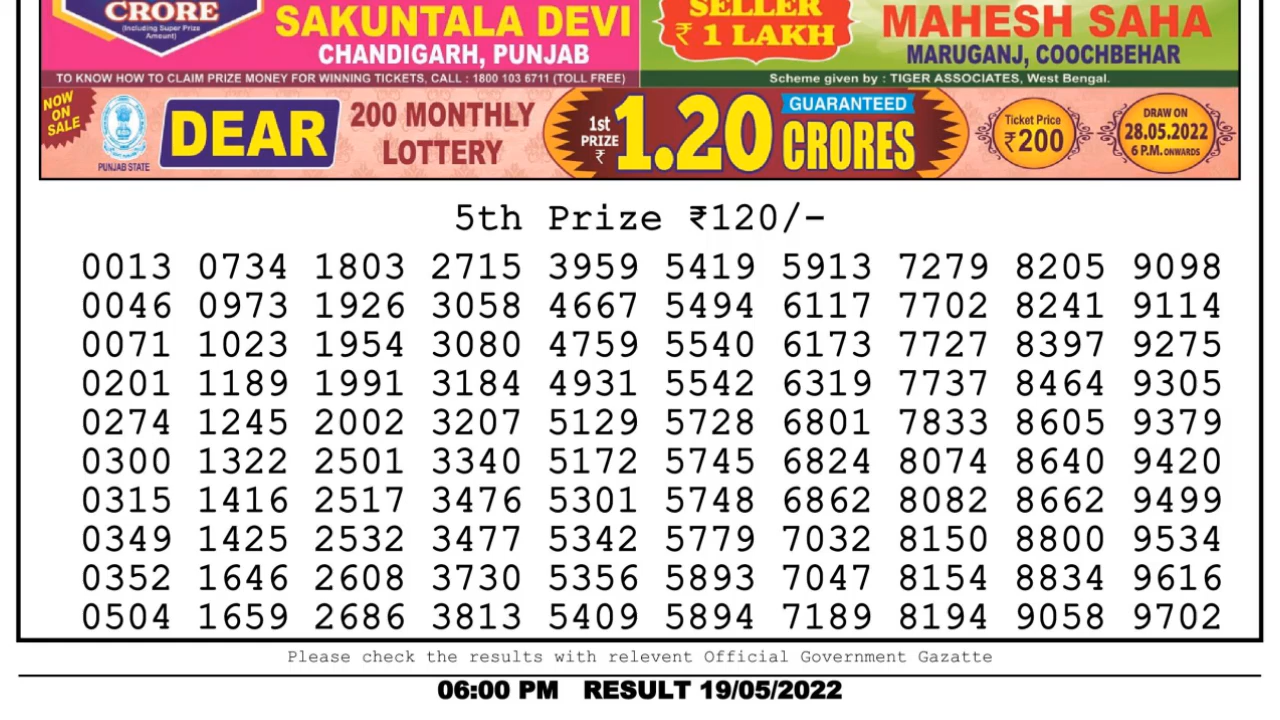 CRORE
(Including Super Prize
Amount)
SAKUNTALA DEVI
CHANDIGARH, PUNJAB
SELLER
₹ 1 LAKH
MAHESH SAHA
MARUGANJ, COOCHBEHAR
TO KNOW HOW TO CLAIM PRIZE MONEY FOR WINNING TICKETS, CALL : 1800 103 6711 (TOLL FREE)
Scheme given by : TIGER ASSOCIATES, West Bengal.
NOW
ON
SALE
PUNJAB STATE
DEAR
200 MONTHLY
LOTTERY
1st
PRIZE
₹
1.20
GUARANTEED
CRORES
Ticket Price
₹200
DRAW ON
28.05.2022
6 P.M. ONWARDS
5th Prize ₹120/-
0013 0734 1803 2715 3959 5419 5913 7279 8205 9098
0046 0973 1926 3058 4667 5494 6117 7702 8241 9114
0071 1023 1954 3080 4759 5540 6173 7727 8397 9275
0201 1189 1991 3184 4931 5542 6319 7737 8464 9305
0274 1245 2002 3207 5129 5728 6801 7833 8605 9379
0300 1322 2501 3340 5172 5745 6824 8074 8640 9420
0315 1416 2517 3476 5301 5748 6862 8082 8662 9499
0349 1425 2532 3477 5342 5779 7032 8150 8800 9534
0352 1646 2608 3730 5356 5893 7047 8154 8834 9616
0504 1659 2686 3813 5409 5894 7189 8194 9058 9702
Please check the results with relevent Official Government Gazatte
06:00 PM RESULT 19/05/2022